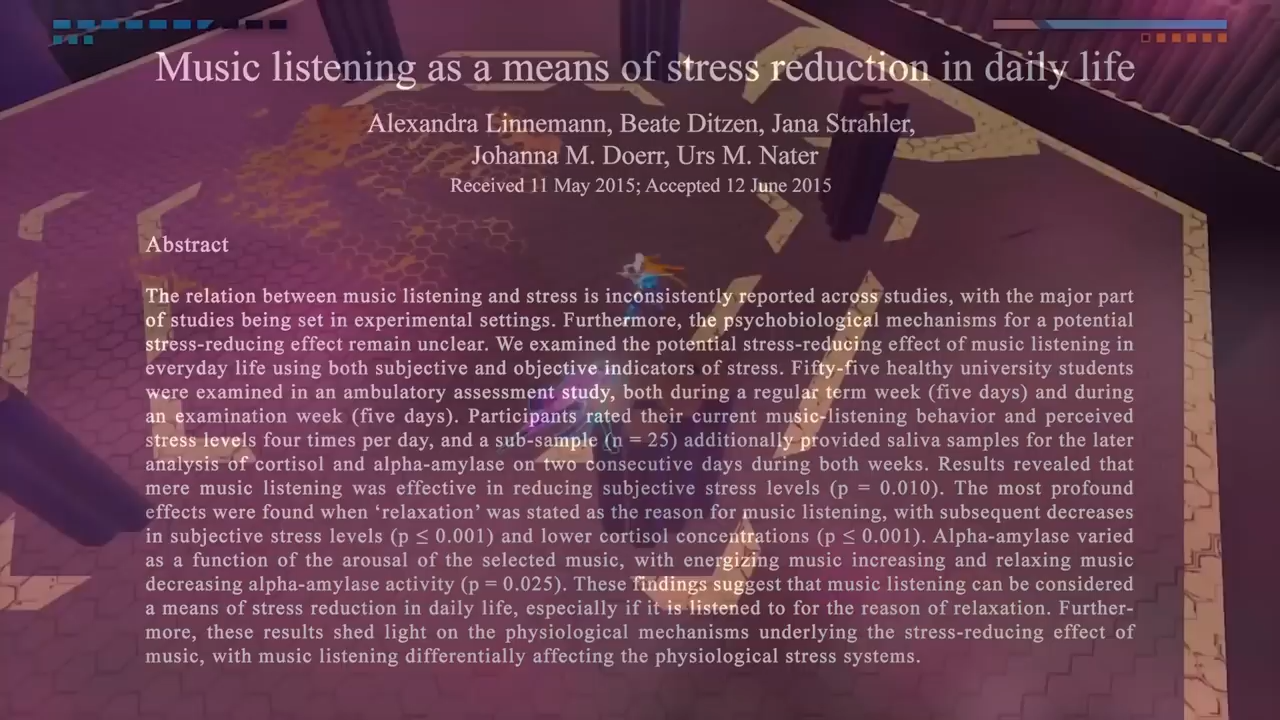 Music listening as a means of stress reduction in daily life
Alexandra Linnemann, Beate Ditzen, Jana Strahler,
Johanna M. Doerr, Urs M. Nater
Received 11 May 2015; Accepted 12 June 2015
Abstract
The relation between music listening and stress is inconsistently reported across studies, with the major part
of studies being set in experimental settings. Furthermore, the psychobiological mechanisms for a potential
stress-reducing effect remain unclear. We examined the potential stress-reducing effect of music listening in
everyday life using both subjective and objective indicators of stress. Fifty-five healthy university students
were examined in an ambulatory assessment study, both during a regular term week (five days) and during
an examination week (five days). Participants rated their current music-listening behavior and perceived
stress levels four times per day, and a sub-sample (n = 25) additionally provided saliva samples for the later
analysis of cortisol and alpha-amylase on two consecutive days during both weeks. Results revealed that
mere music listening was effective in reducing subjective stress levels (p = 0.010). The most profound
effects were found when ‘relaxation’ was stated as the reason for music listening, with subsequent decreases
in subjective stress levels (p ≤ 0.001) and lower cortisol concentrations (p ≤ 0.001). Alpha-amylase varied
as a function of the arousal of the selected music, with energizing music increasing and relaxing music
decreasing alpha-amylase activity (p = 0.025). These findings suggest that music listening can be considered
a means of stress reduction in daily life, especially if it is listened to for the reason of relaxation. Further-
more, these results shed light on the physiological mechanisms underlying the stress-reducing effect of
music, with music listening differentially affecting the physiological stress systems.